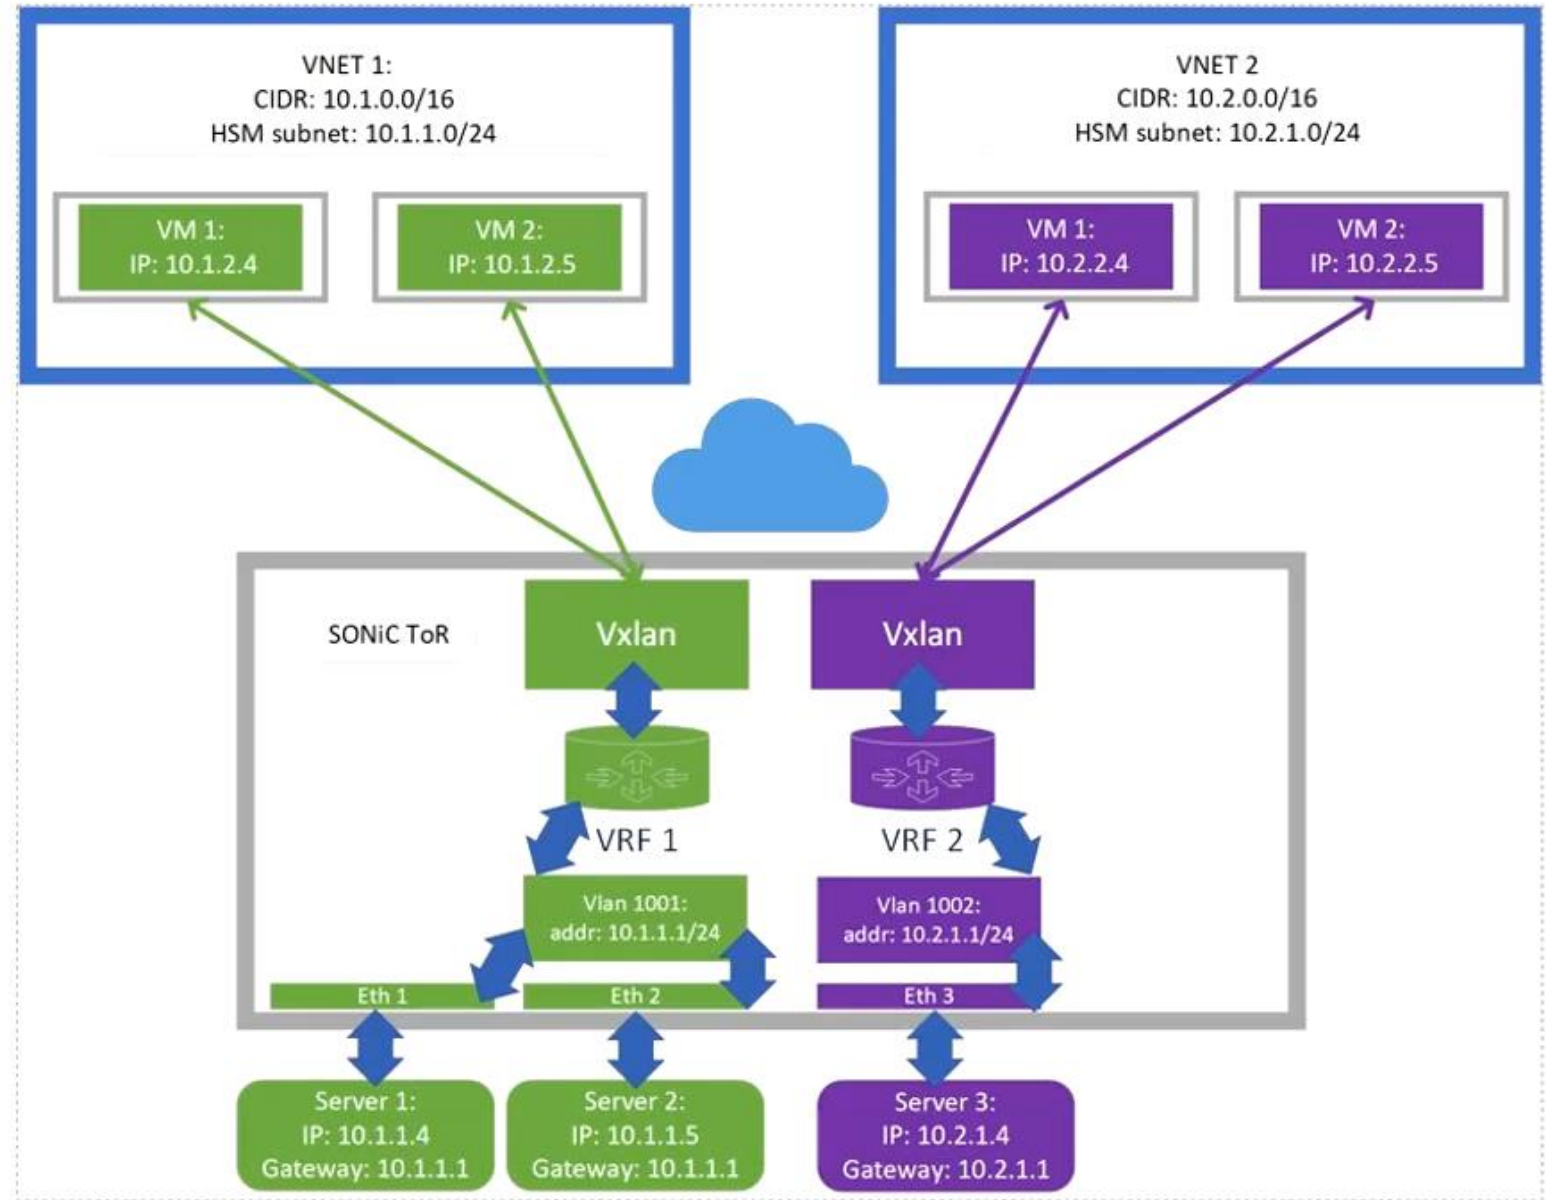 VNET 1:
CIDR: 10.1.0.0/16
HSM subnet: 10.1.1.0/24
VM 1:
IP: 10.1.2.4
VM 2:
IP: 10.1.2.5
VNET 2
CIDR: 10.2.0.0/16
HSM subnet: 10.2.1.0/24
VM 1:
IP: 10.2.2.4
VM 2:
IP: 10.2.2.5
SONiC ToR
Vxlan
Vxlan
VRF 1
VRF 2
Vlan 1001:
addr: 10.1.1.1/24
Vlan 1002:
addr: 10.2.1.1/24
Eth 1
Eth 2
Eth 3
Server 1:
IP: 10.1.1.4
Gateway: 10.1.1.1
Server 2:
IP: 10.1.1.5
Gateway: 10.1.1.1
Server 3:
IP: 10.2.1.4
Gateway: 10.2.1.1